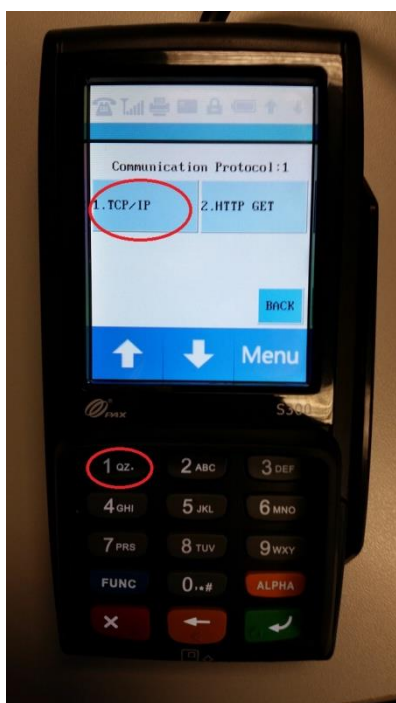 Communication Protocol:1
1.TCP/IP 2.HTTP GET
BACK
Menu
PAX S300
1 QZ. 2 ABC 3 DEF
4 GHI 5 JKL 6 MNO
7 PRS 8 TUV 9 WXY
FUNC 0,*# ALPHA